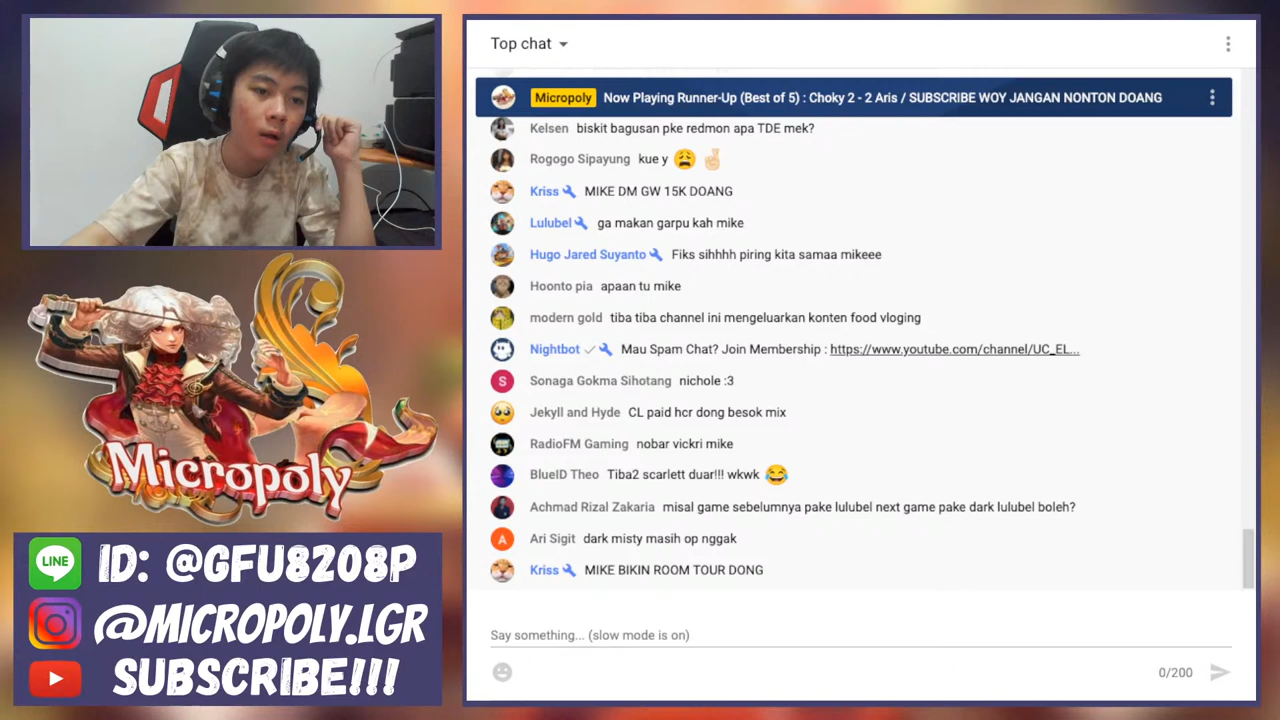 Top chat
Micropoly Now Playing Runner-Up (Best of 5) : Choky 2 - 2 Aris / SUBSCRIBE WOY JANGAN NONTON DOANG
Kelsen biskit bagusan pke redmon apa TDE mek?
Rogogo Sipayung kue y 😩 🤞🏻
Kriss MIKE DM GW 15K DOANG
Lulubel ga makan garpu kah mike
Hugo Jared Suyanto Fiks sihhhh piring kita samaa mikeee
Hoonto pia apaan tu mike
modern gold tiba tiba channel ini mengeluarkan konten food vloging
Nightbot Mau Spam Chat? Join Membership : https://www.youtube.com/channel/UC_EL...
S Sonaga Gokma Sihotang nichole :3
Jekyll and Hyde CL paid hcr dong besok mix
RadioFM Gaming nobar vickri mike
BlueID Theo Tiba2 scarlett duar!!! wkwk 😂
Achmad Rizal Zakaria misal game sebelumnya pake lulubel next game pake dark lulubel boleh?
A Ari Sigit dark misty masih op nggak
Kriss MIKE BIKIN ROOM TOUR DONG
Say something... (slow mode is on)
0/200
Micropoly
LINE ID: @GFU8208P
@MICROPOLY.LGR
SUBSCRIBE!!!